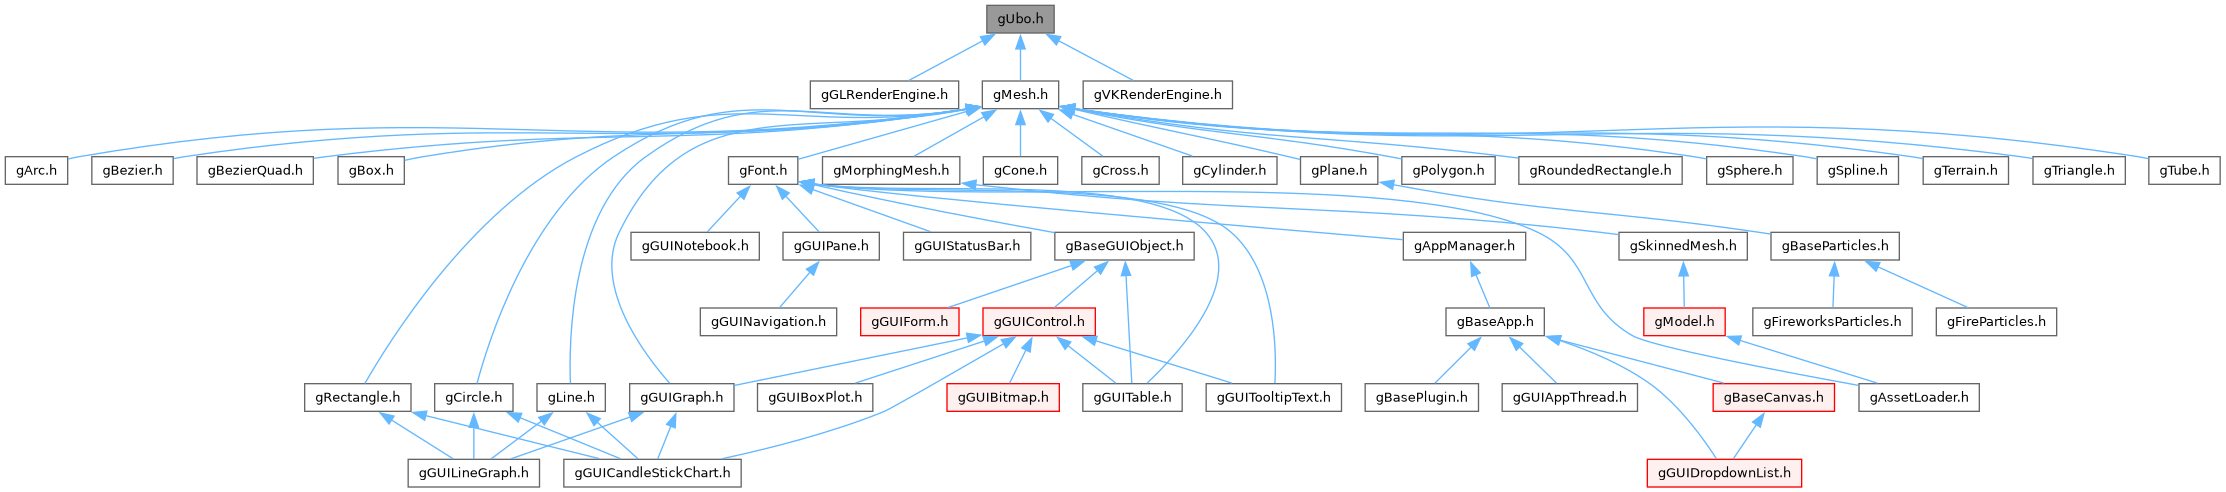 gUbo.h
gGLRenderEngine.h
gMesh.h
gVKRenderEngine.h
gArc.h
gBezier.h
gBezierQuad.h
gBox.h
gFont.h
gMorphingMesh.h
gCone.h
gCross.h
gCylinder.h
gPlane.h
gPolygon.h
gRoundedRectangle.h
gSphere.h
gSpline.h
gTerrain.h
gTriangle.h
gTube.h
gGUINotebook.h
gGUIPane.h
gGUIStatusBar.h
gBaseGUIObject.h
gAppManager.h
gSkinnedMesh.h
gBaseParticles.h
gGUINavigation.h
gGUIForm.h
gGUIControl.h
gBaseApp.h
gModel.h
gFireworksParticles.h
gFireParticles.h
gRectangle.h
gCircle.h
gLine.h
gGUIGraph.h
gGUIBoxPlot.h
gGUIBitmap.h
gGUITable.h
gGUITooltipText.h
gBasePlugin.h
gGUIAppThread.h
gBaseCanvas.h
gAssetLoader.h
gGUILineGraph.h
gGUICandleStickChart.h
gGUIDropdownList.h